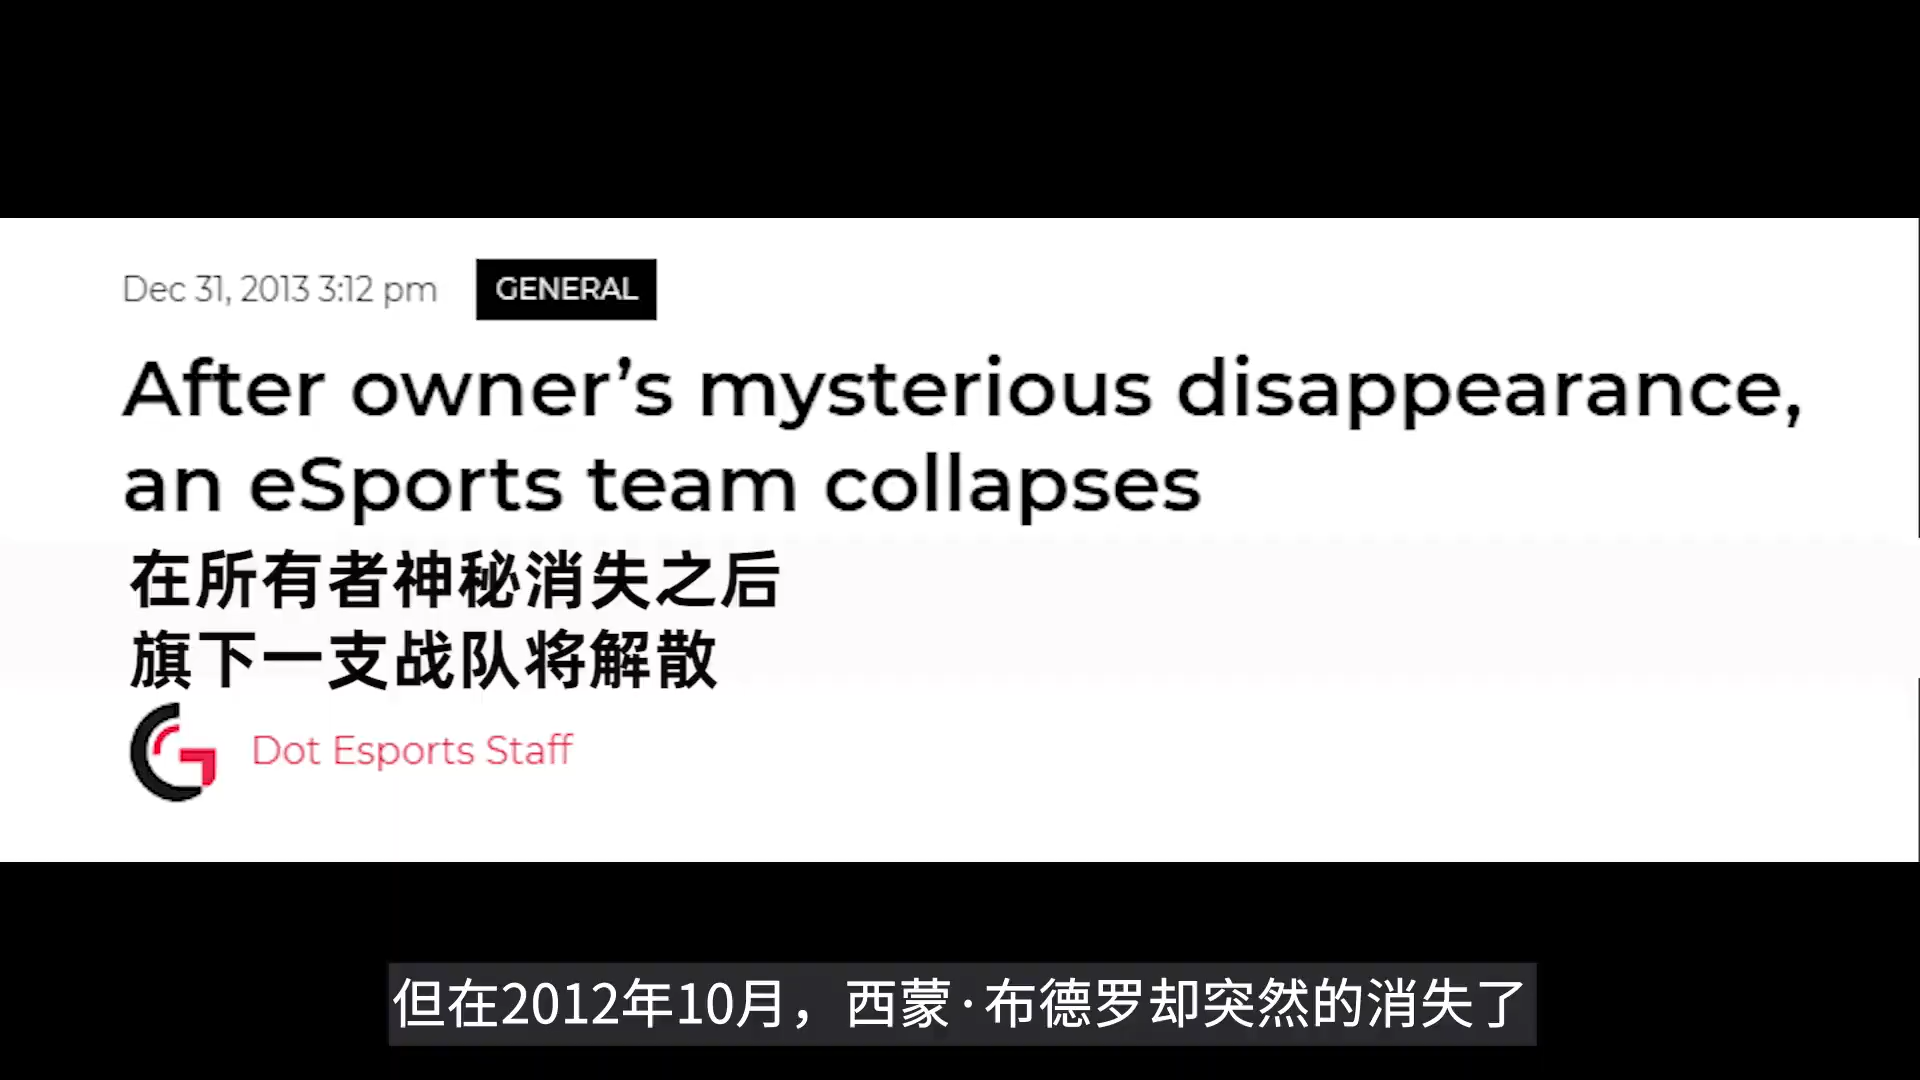 Dec 31, 2013 3:12 pm GENERAL
After owner’s mysterious disappearance,
an eSports team collapses
在所有者神秘消失之后
旗下一支战队将解散
Dot Esports Staff
但在2012年10月，西蒙·布德罗却突然的消失了